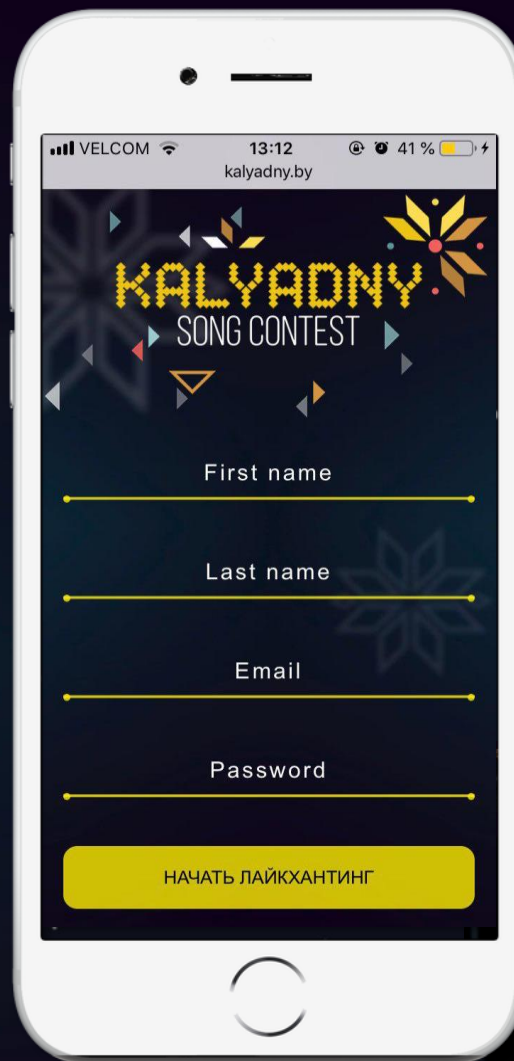 VELCOM 13:12 41 %
kalyadny.by
KALYADNY
SONG CONTEST
First name
Last name
Email
Password
НАЧАТЬ ЛАЙКХАНТИНГ